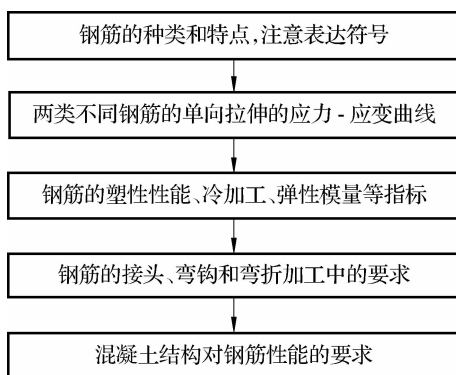 钢筋的种类和特点,注意表达符号
两类不同钢筋的单向拉伸的应力-应变曲线
钢筋的塑性性能、冷加工、弹性模量等指标
钢筋的接头、弯钩和弯折加工中的要求
混凝土结构对钢筋性能的要求